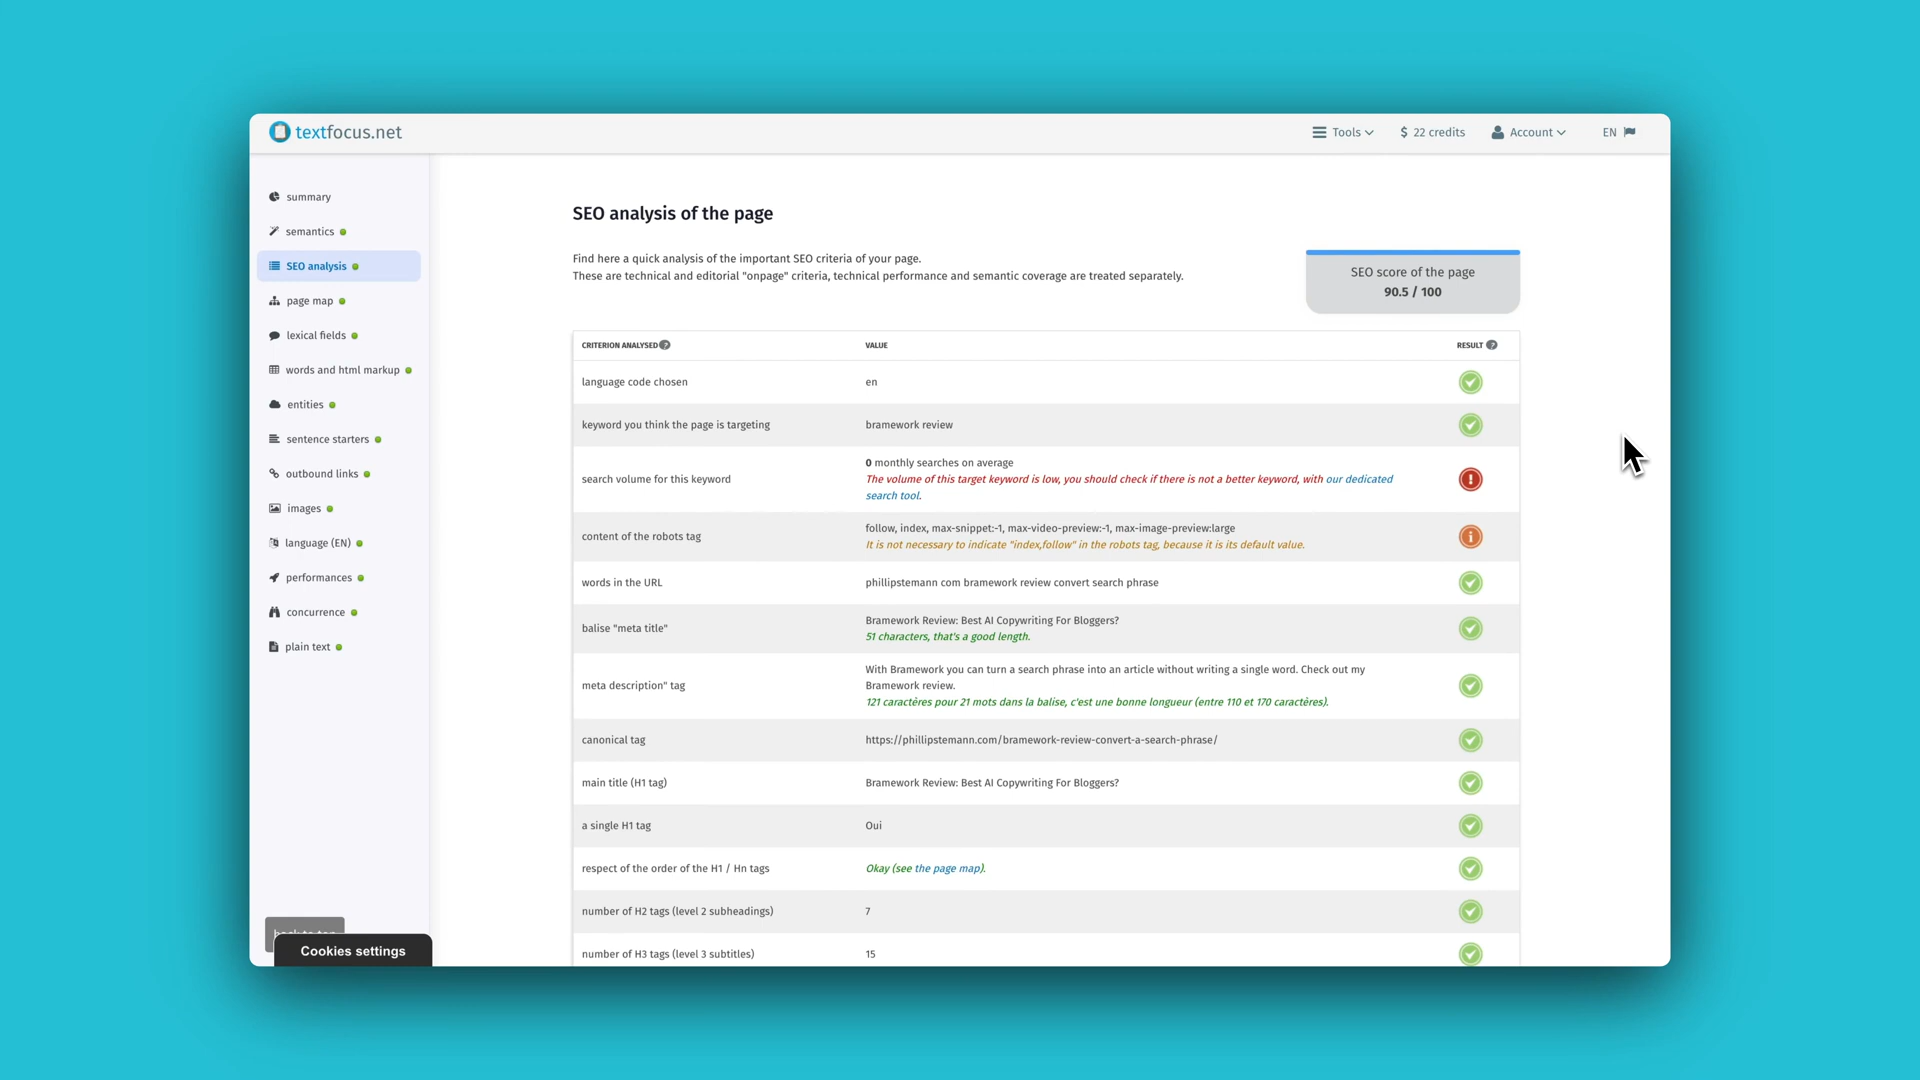 textfocus.net
Tools
$ 22 credits
Account
EN
summary
semantics
SEO analysis
page map
lexical fields
words and html markup
entities
sentence starters
outbound links
images
language (EN)
performances
concurrence
plain text
back to top
Cookies settings
SEO analysis of the page
Find here a quick analysis of the important SEO criteria of your page.
These are technical and editorial "onpage" criteria, technical performance and semantic coverage are treated separately.
SEO score of the page
90.5 / 100
CRITERION ANALYSED ?
VALUE
RESULT ?
language code chosen
en
keyword you think the page is targeting
bramework review
search volume for this keyword
0 monthly searches on average
The volume of this target keyword is low, you should check if there is not a better keyword, with our dedicated
search tool.
content of the robots tag
follow, index, max-snippet:-1, max-video-preview:-1, max-image-preview:large
It is not necessary to indicate "index,follow" in the robots tag, because it is its default value.
words in the URL
phillipstemann com bramework review convert search phrase
balise "meta title"
Bramework Review: Best AI Copywriting For Bloggers?
51 characters, that's a good length.
meta description" tag
With Bramework you can turn a search phrase into an article without writing a single word. Check out my
Bramework review.
121 caractères pour 21 mots dans la balise, c'est une bonne longueur (entre 110 et 170 caractères).
canonical tag
https://phillipstemann.com/bramework-review-convert-a-search-phrase/
main title (H1 tag)
Bramework Review: Best AI Copywriting For Bloggers?
a single H1 tag
Oui
respect of the order of the H1 / Hn tags
Okay (see the page map).
number of H2 tags (level 2 subheadings)
7
number of H3 tags (level 3 subtitles)
15